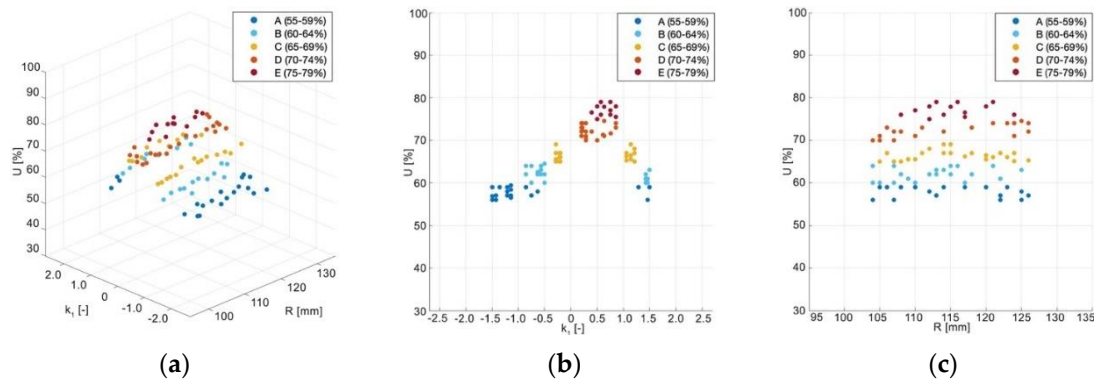 A (55-59%)
B (60-64%)
C (65-69%)
D (70-74%)
E (75-79%)
100
90
80
70
60
50
40
30
U [%]
2.0
1.0
0
-1.0
-2.0
k₁ [-]
100
110
120
130
R [mm]
(a)
A (55-59%)
B (60-64%)
C (65-69%)
D (70-74%)
E (75-79%)
100
90
80
70
60
50
40
30
U [%]
-2.5 -2.0 -1.5 -1.0 -0.5 0 0.5 1.0 1.5 2.0 2.5
k₁ [-]
(b)
A (55-59%)
B (60-64%)
C (65-69%)
D (70-74%)
E (75-79%)
100
90
80
70
60
50
40
30
U [%]
95 100 105 110 115 120 125 130 135
R [mm]
(c)